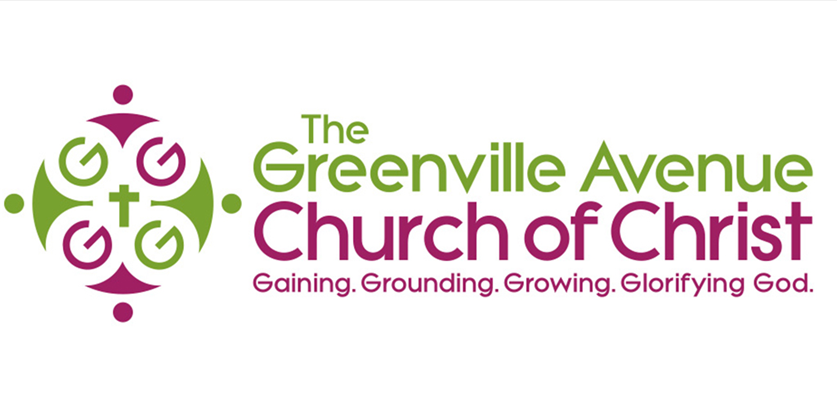 G G
G G
The
Greenville Avenue
Church of Christ
Gaining. Grounding. Growing. Glorifying God.